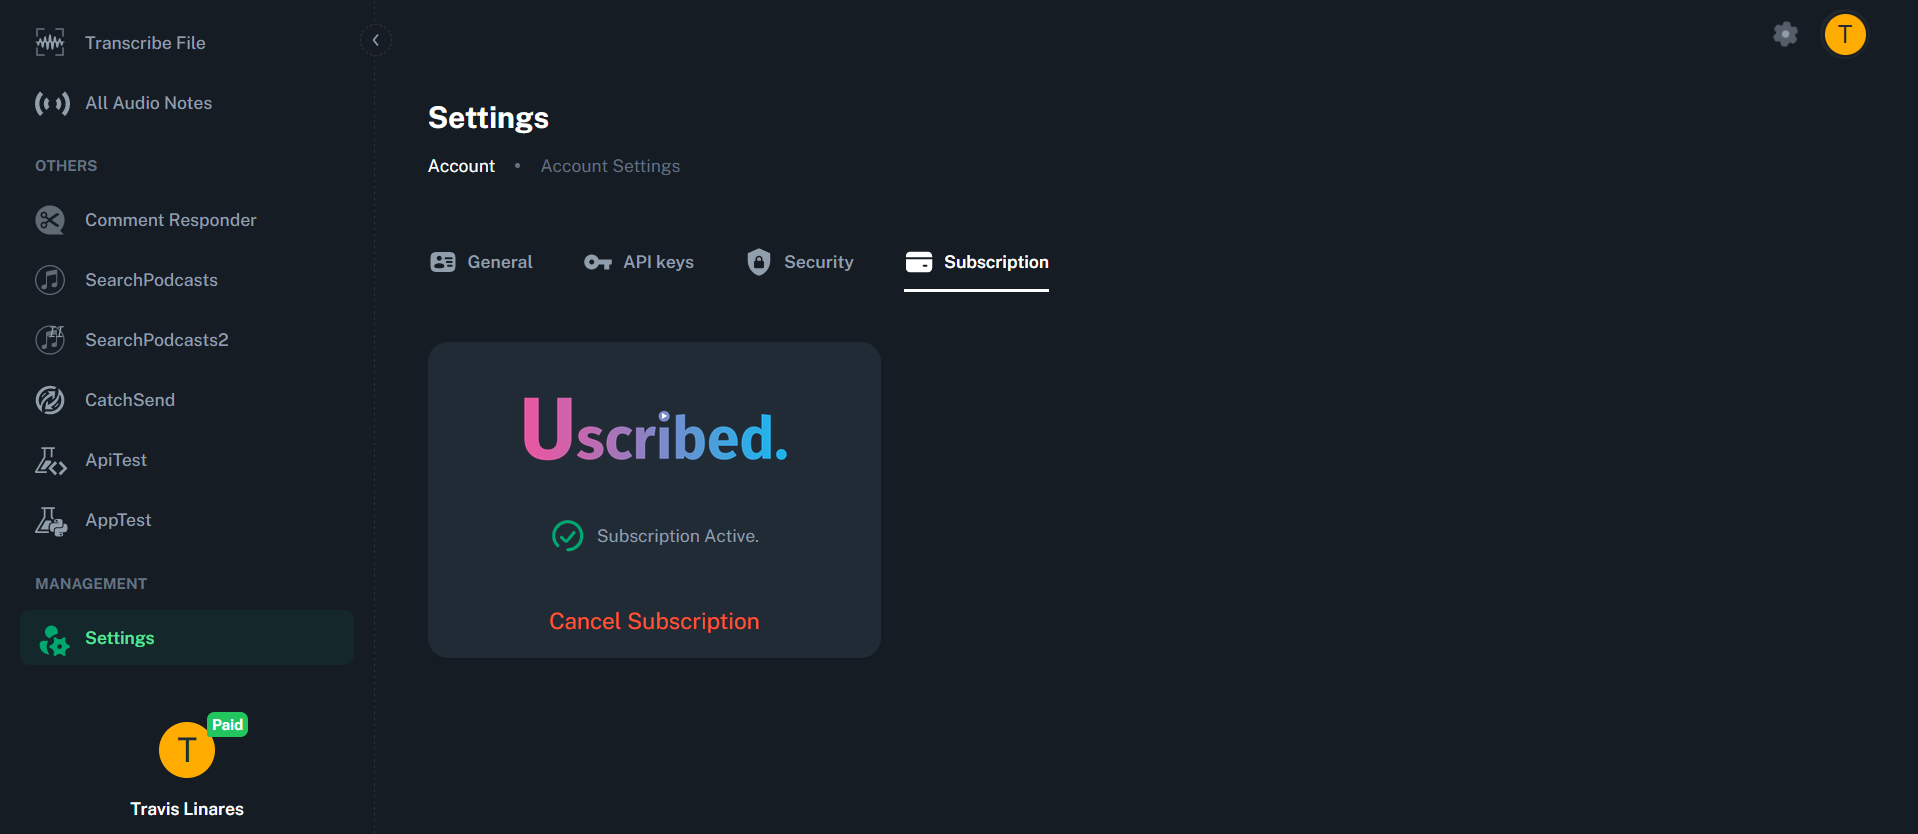 Transcribe File
All Audio Notes
OTHERS
Comment Responder
SearchPodcasts
SearchPodcasts2
CatchSend
ApiTest
AppTest
MANAGEMENT
Settings
Paid
T
Travis Linares
T
Settings
Account • Account Settings
General API keys Security Subscription
Uscribed.
Subscription Active.
Cancel Subscription